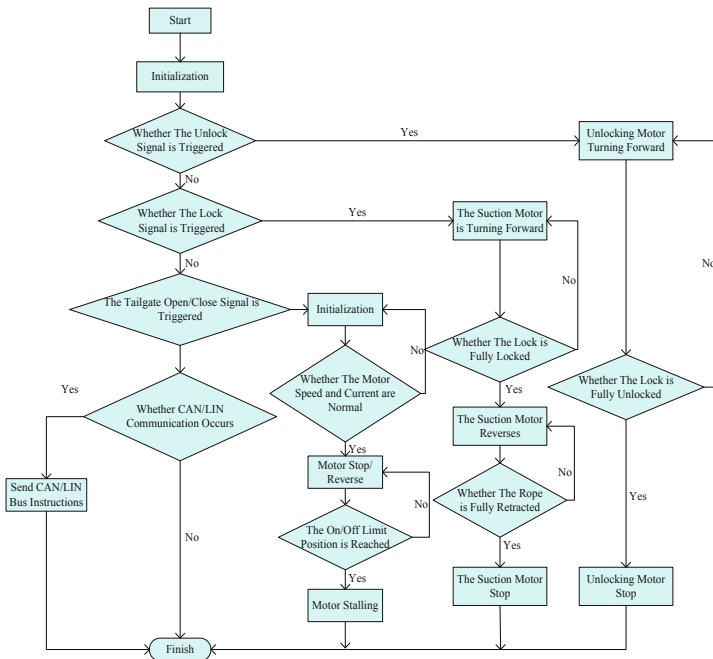 Start
Initialization
Whether The Unlock
Signal is Triggered
Yes
Unlocking Motor
Turning Forward
No
Whether The Lock
Signal is Triggered
Yes
The Suction Motor
is Turning Forward
No
No
No
The Tailgate Open/Close Signal is
Triggered
Initialization
No
Whether The Lock is
Fully Locked
Whether The Motor
Speed and Current are
Normal
Whether The Lock is
Fully Unlocked
Yes
Yes
Whether CAN/LIN
Communication Occurs
The Suction Motor
Reverses
Yes
Motor Stop/
Reverse
No
Send CAN/LIN
Bus Instructions
Whether The Rope
is Fully Retracted
Yes
No
The On/Off Limit
Position is Reached
No
Yes
Yes
The Suction Motor
Stop
Unlocking Motor
Stop
Motor Stalling
Finish